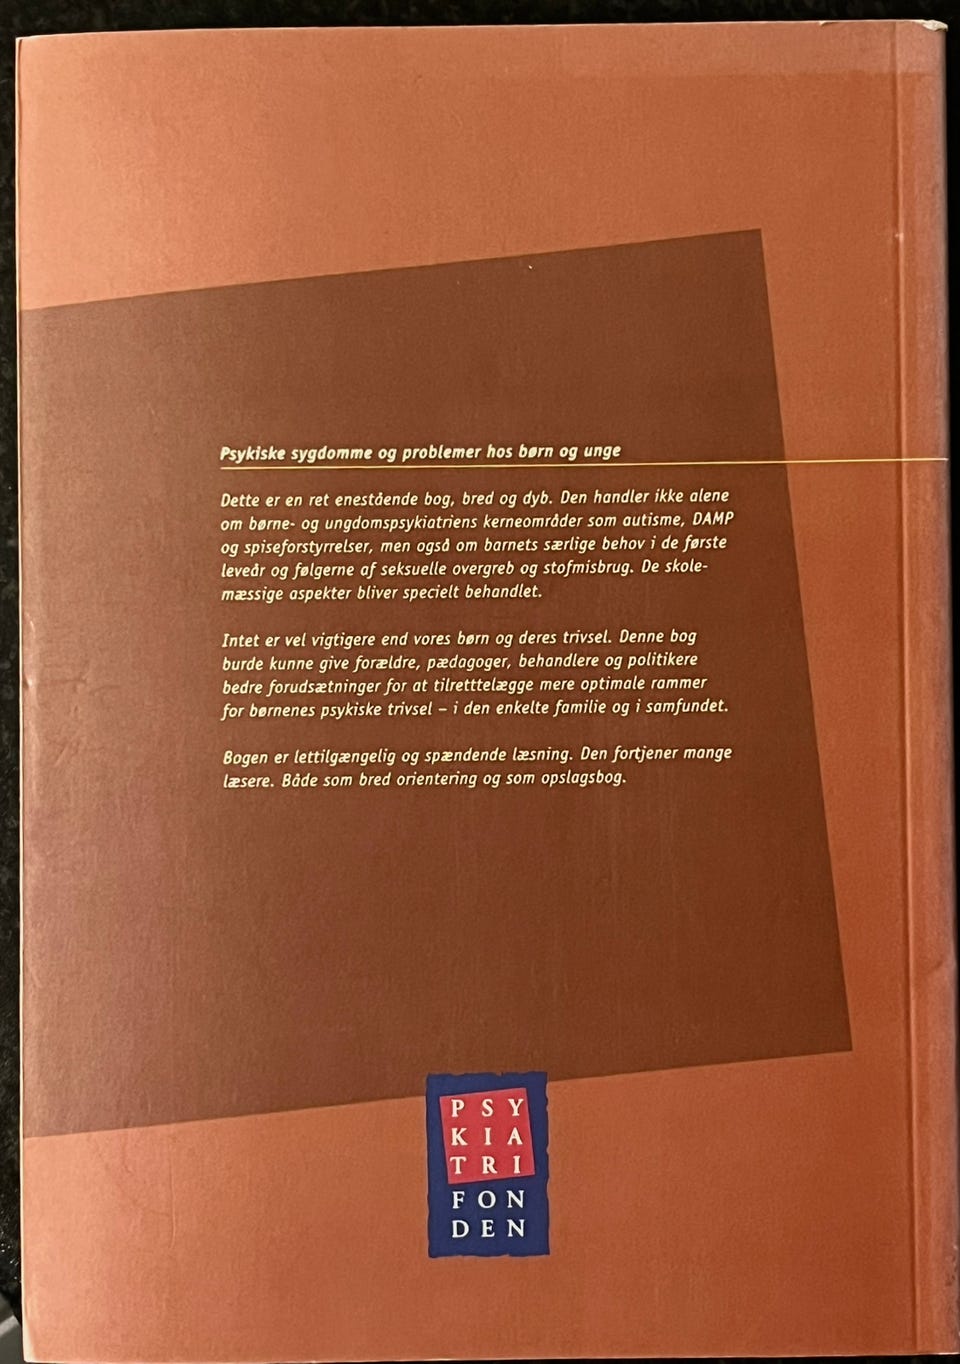 Psykiske sygdomme og problemer hos børn og unge
Dette er en ret enestående bog, bred og dyb. Den handler ikke alene
om børne- og ungdomspsykiatriens kerneområder som autisme, DAMP
og spiseforstyrrelser, men også om barnets særlige behov i de første
leveår og følgerne af seksuelle overgreb og stofmisbrug. De skole-
mæssige aspekter bliver specielt behandlet.
Intet er vel vigtigere end vores børn og deres trivsel. Denne bog
burde kunne give forældre, pædagoger, behandlere og politikere
bedre forudsætninger for at tilretttelægge mere optimale rammer
for børnenes psykiske trivsel – i den enkelte familie og i samfundet.
Bogen er lettilgængelig og spændende læsning. Den fortjener mange
læsere. Både som bred orientering og som opslagsbog.
PSY
KIA
TRI
FON
DEN